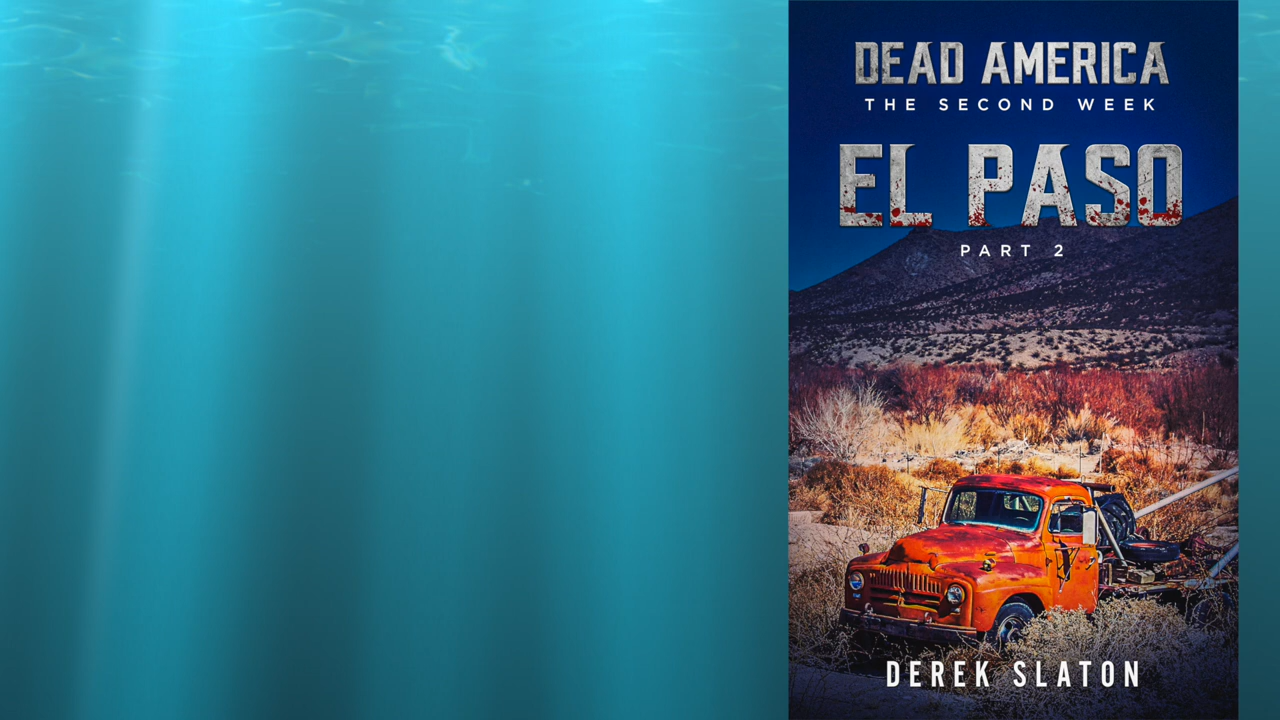 DEAD AMERICA
THE SECOND WEEK
EL PASO
PART 2
DEREK SLATON